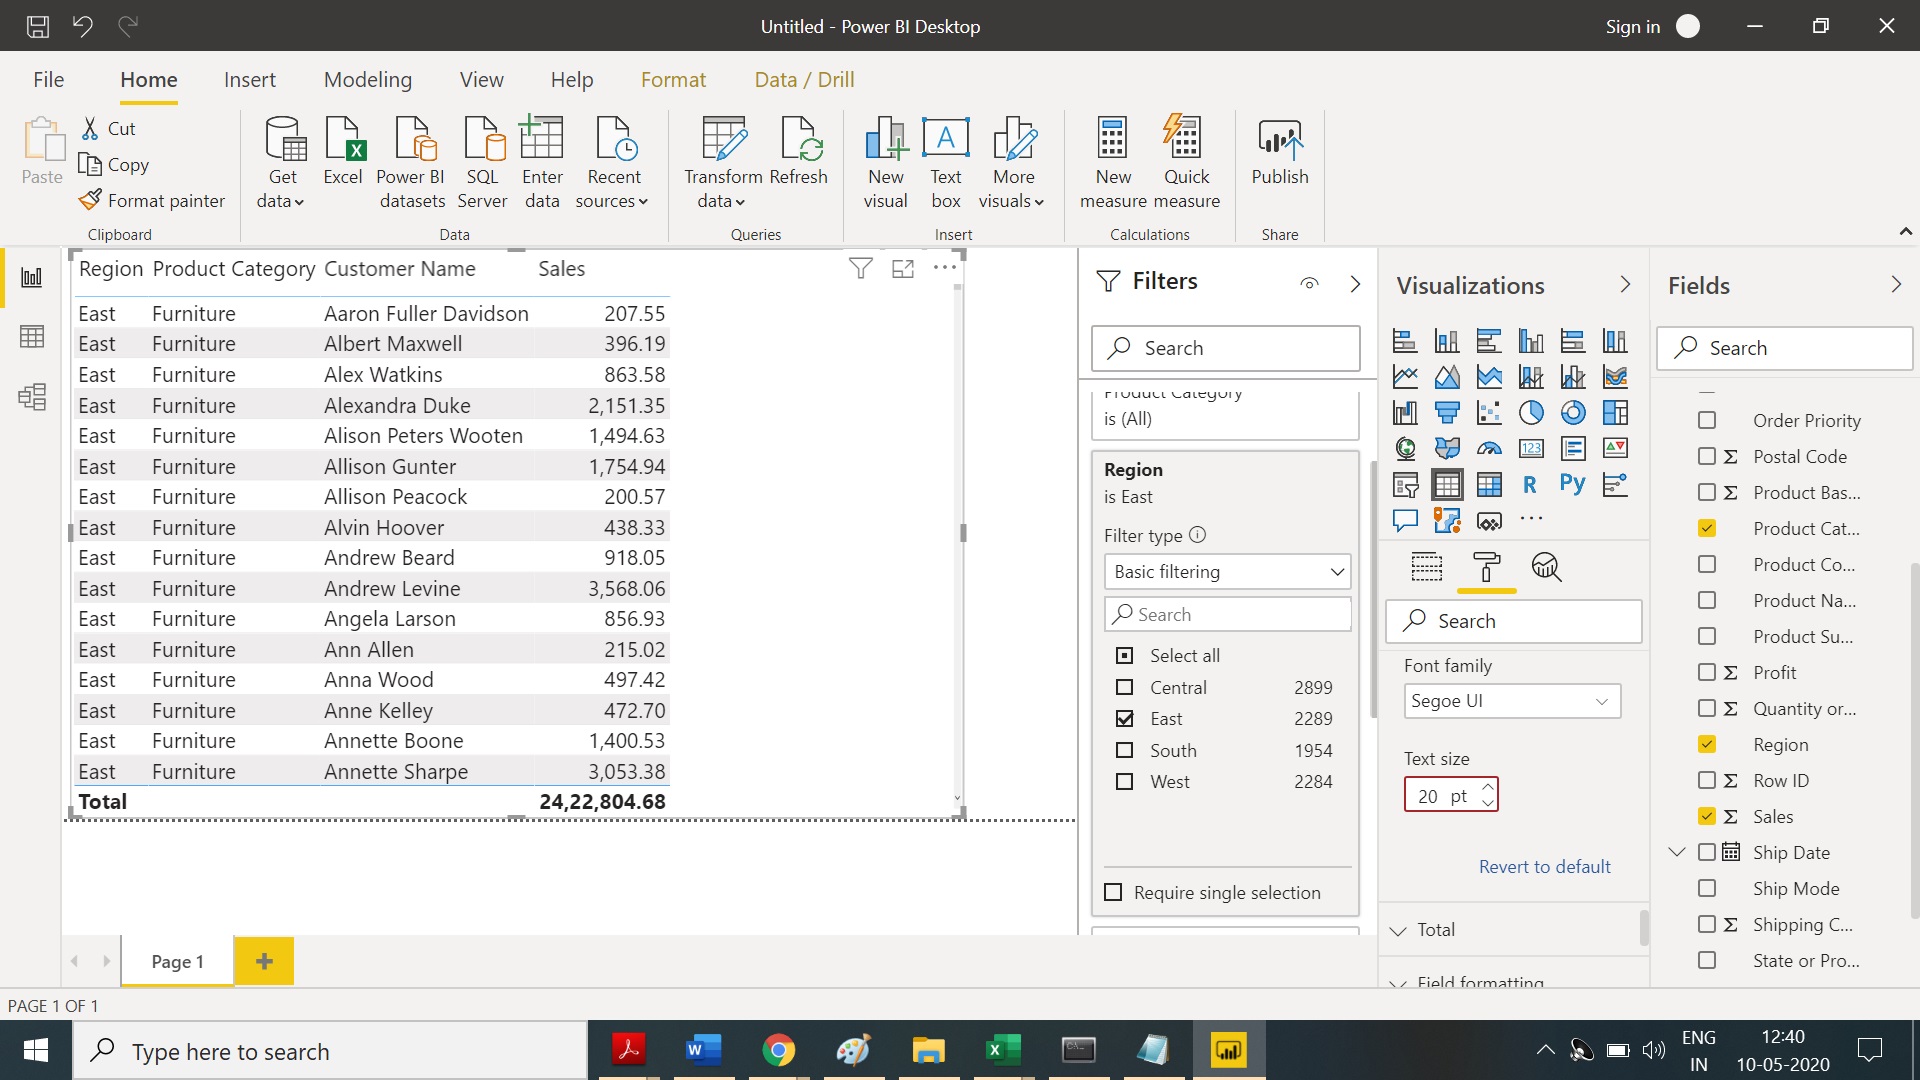 Untitled - Power BI Desktop
Sign in
File Home Insert Modeling View Help Format Data / Drill
Paste
Cut
Copy
Format painter
Clipboard
Get data
Excel
Power BI datasets
SQL Server
Enter data
Recent sources
Data
Transform data
Refresh
Queries
New visual
Text box
More visuals
Insert
New measure
Quick measure
Calculations
Publish
Share
Region Product Category Customer Name Sales
East Furniture Aaron Fuller Davidson 207.55
East Furniture Albert Maxwell 396.19
East Furniture Alex Watkins 863.58
East Furniture Alexandra Duke 2,151.35
East Furniture Alison Peters Wooten 1,494.63
East Furniture Allison Gunter 1,754.94
East Furniture Allison Peacock 200.57
East Furniture Alvin Hoover 438.33
East Furniture Andrew Beard 918.05
East Furniture Andrew Levine 3,568.06
East Furniture Angela Larson 856.93
East Furniture Ann Allen 215.02
East Furniture Anna Wood 497.42
East Furniture Anne Kelley 472.70
East Furniture Annette Boone 1,400.53
East Furniture Annette Sharpe 3,053.38
Total 24,22,804.68
Filters
Search
Product Category
is (All)
Region
is East
Filter type
Basic filtering
Search
Select all
Central 2899
East 2289
South 1954
West 2284
Require single selection
Visualizations
123
R Py
...
Search
Font family
Segoe UI
Text size
20 pt
Revert to default
Total
Field formatting
Fields
Search
Order Priority
Σ Postal Code
Σ Product Bas...
Product Cat...
Product Co...
Product Na...
Product Su...
Σ Profit
Σ Quantity or...
Region
Σ Row ID
Σ Sales
Ship Date
Ship Mode
Σ Shipping C...
State or Pro...
Page 1
PAGE 1 OF 1
Type here to search
ENG
IN
12:40
10-05-2020